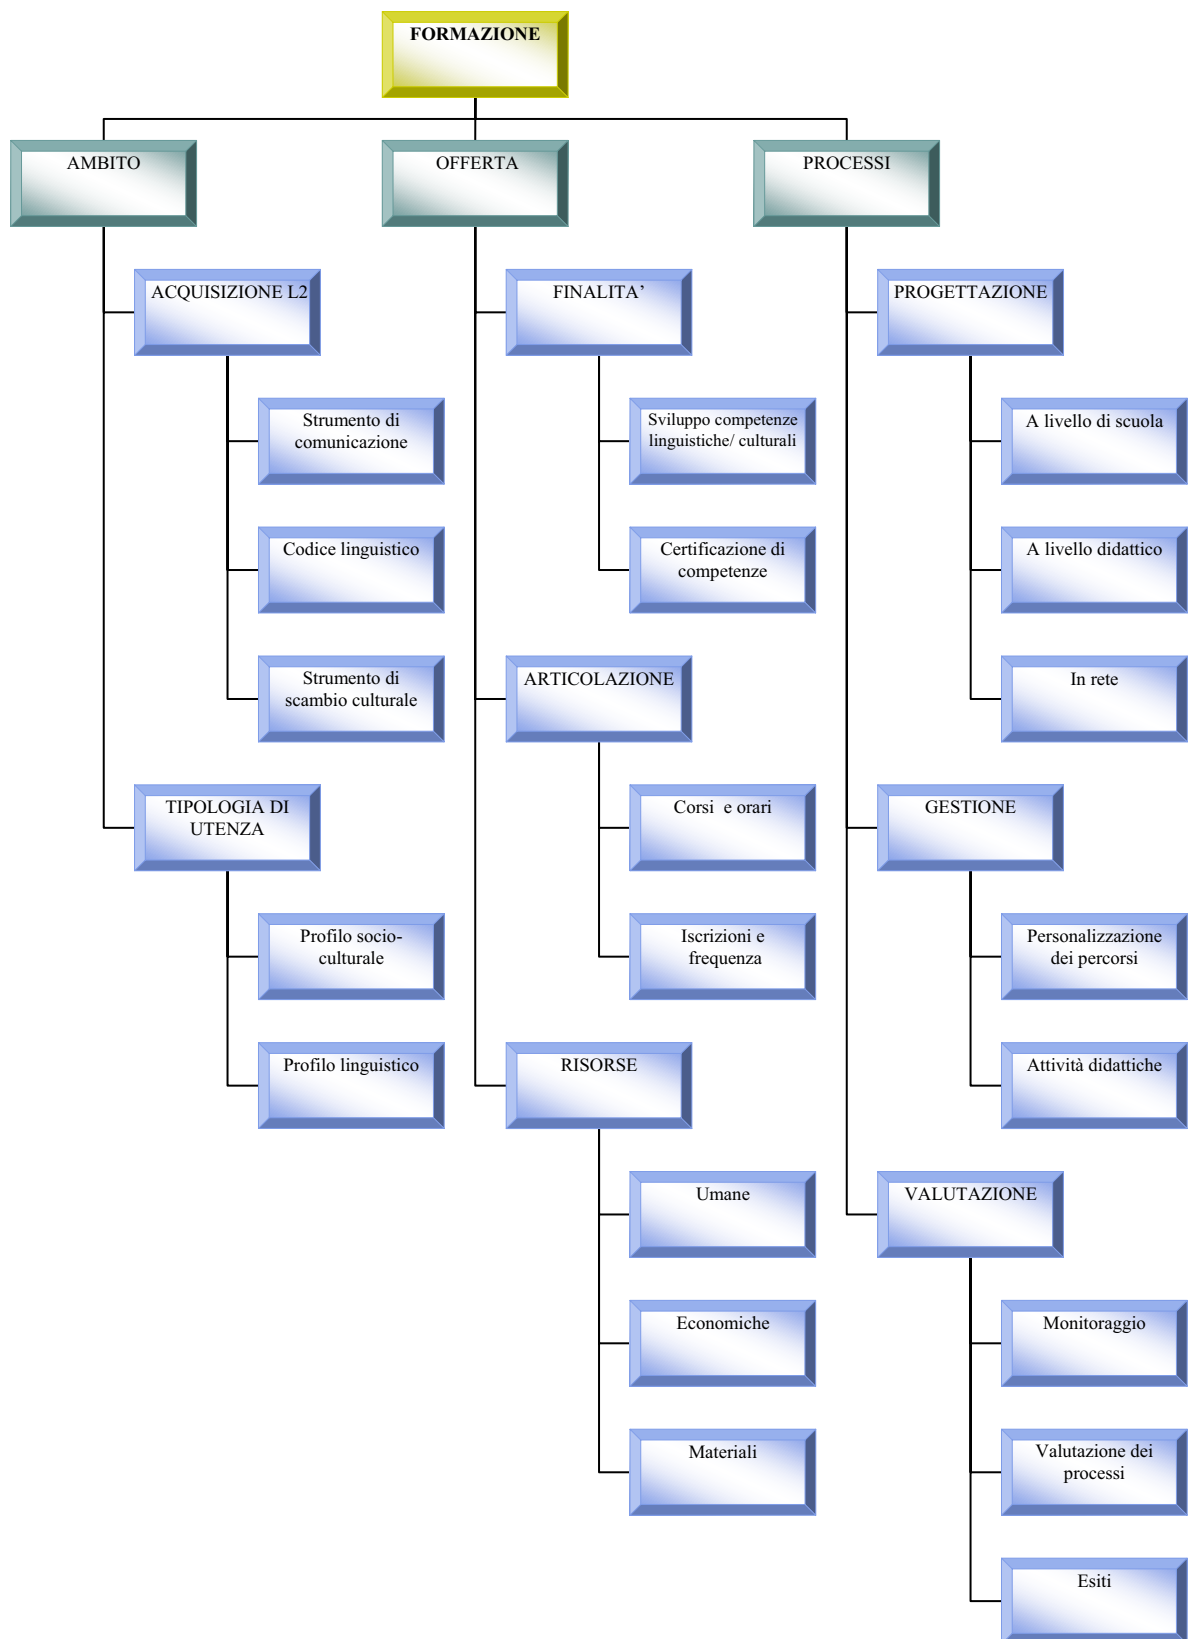 FORMAZIONE
AMBITO
ACQUISIZIONE L2
Strumento di
comunicazione
Codice linguistico
Strumento di
scambio culturale
TIPOLOGIA DI
UTENZA
Profilo socio-
culturale
Profilo linguistico
OFFERTA
FINALITA’
Sviluppo competenze
linguistiche/ culturali
Certificazione di
competenze
ARTICOLAZIONE
Corsi e orari
Iscrizioni e
frequenza
RISORSE
Umane
Economiche
Materiali
PROCESSI
PROGETTAZIONE
A livello di scuola
A livello didattico
In rete
GESTIONE
Personalizzazione
dei percorsi
Attività didattiche
VALUTAZIONE
Monitoraggio
Valutazione dei
processi
Esiti